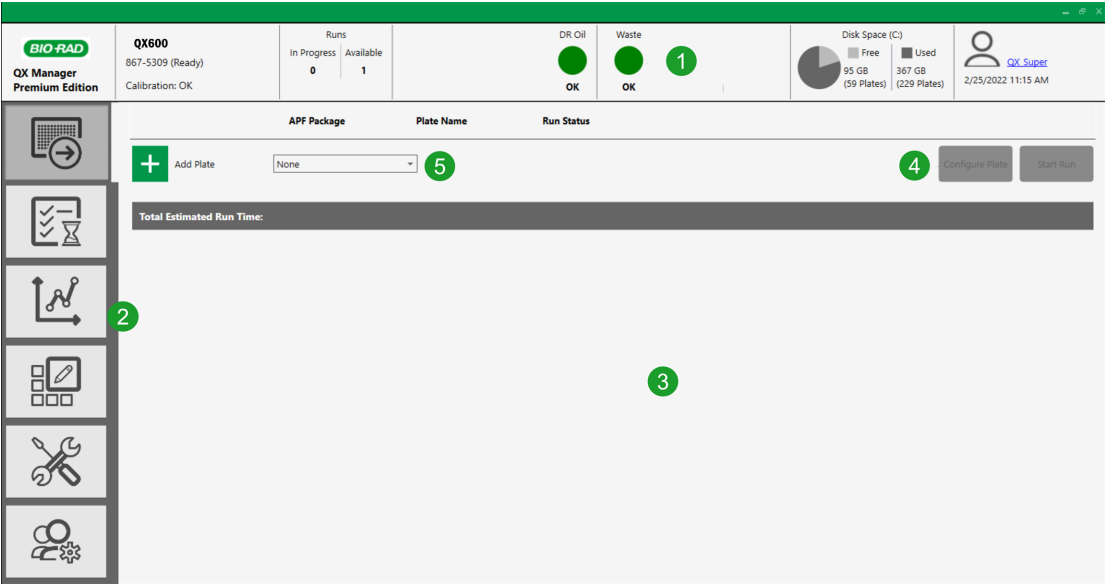 BIO-RAD
QX Manager
Premium Edition
QX600
867-5309 (Ready)
Calibration: OK
Runs
In Progress Available
0 1
DR Oil
OK
Waste
OK
1
Disk Space (C:)
Free Used
95 GB 367 GB
(59 Plates) (229 Plates)
QX Super
2/25/2022 11:15 AM
APF Package Plate Name Run Status
Add Plate None 5 4 Configure Plate Start Run
Total Estimated Run Time:
2
3